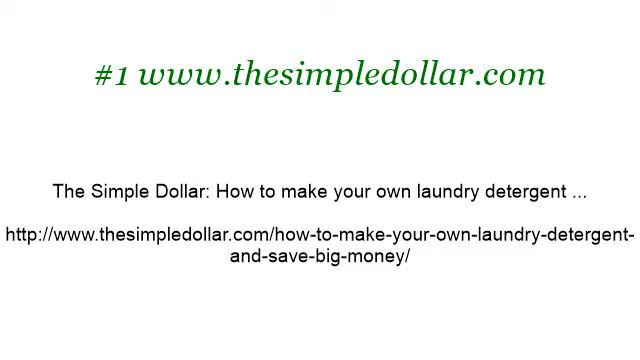 #1 www.thesimpledollar.com
The Simple Dollar: How to make your own laundry detergent ...
http://www.thesimpledollar.com/how-to-make-your-own-laundry-detergent-
and-save-big-money/